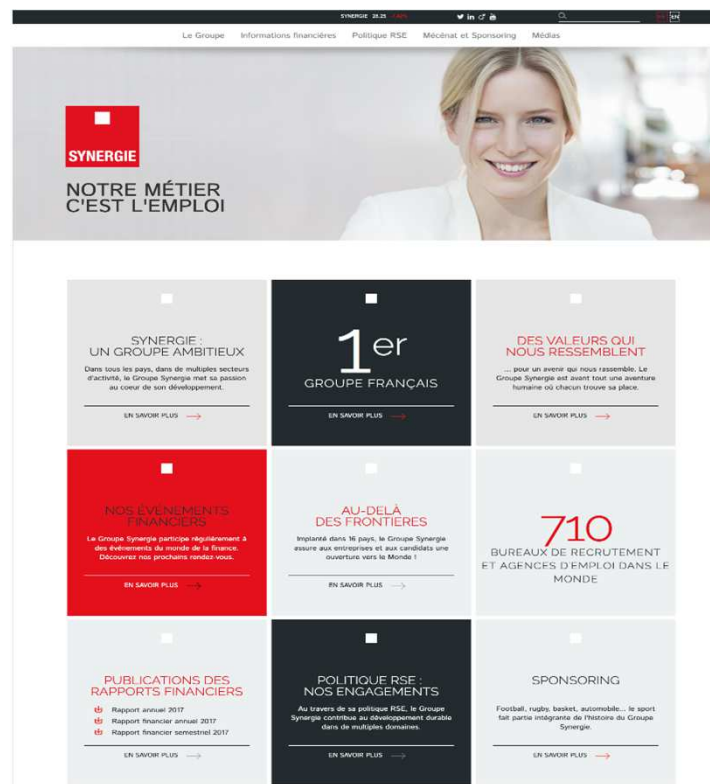 SYNERGIE 28.25
EN
Le Groupe Informations financières Politique RSE Mécénat et Sponsoring Médias
SYNERGIE
NOTRE MÉTIER
C'EST L'EMPLOI
SYNERGIE :
UN GROUPE AMBITIEUX
Dans tous les pays, dans de multiples secteurs
d'activité, le Groupe Synergie met sa passion
au coeur de son développement.
EN SAVOIR PLUS
1er
GROUPE FRANÇAIS
EN SAVOIR PLUS
DES VALEURS QUI
NOUS RESSEMBLENT
... pour un avenir qui nous rassemble. Le
Groupe Synergie est avant tout une aventure
humaine où chacun trouve sa place.
EN SAVOIR PLUS
NOS ÉVÉNEMENTS
FINANCIERS
Le Groupe Synergie participe régulièrement à
des événements du monde de la finance.
Découvrez nos prochains rendez-vous.
EN SAVOIR PLUS
AU-DELÀ
DES FRONTIERES
Implanté dans 16 pays, le Groupe Synergie
assure aux entreprises et aux candidats une
ouverture vers le Monde !
EN SAVOIR PLUS
710
BUREAUX DE RECRUTEMENT
ET AGENCES D'EMPLOI DANS LE
MONDE
PUBLICATIONS DES
RAPPORTS FINANCIERS
Rapport annuel 2017
Rapport financier annuel 2017
Rapport financier semestriel 2017
EN SAVOIR PLUS
POLITIQUE RSE :
NOS ENGAGEMENTS
Au travers de sa politique RSE, le Groupe
Synergie contribue au développement durable
dans de multiples domaines.
EN SAVOIR PLUS
SPONSORING
Football, rugby, basket, automobile... le sport
fait partie intégrante de l'histoire du Groupe
Synergie.
EN SAVOIR PLUS